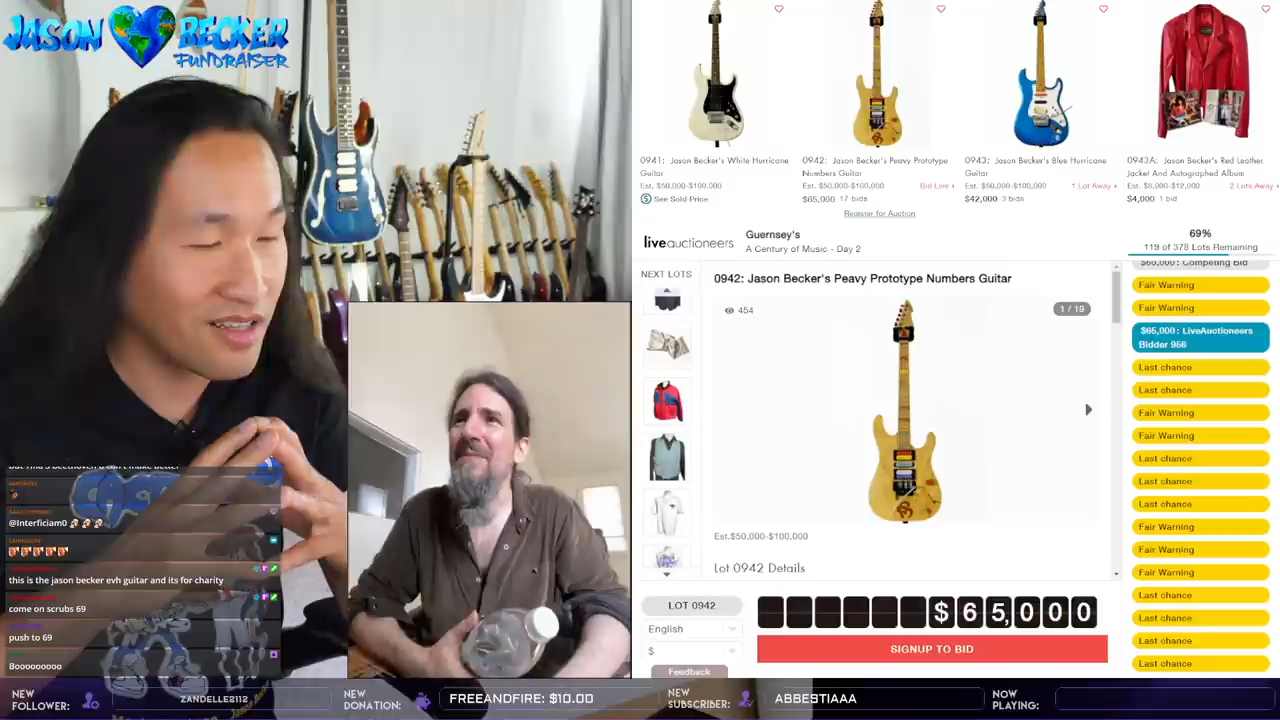 JASON BECKER
FUNDRAISER
@Interficiam0
this is the jason becker evh guitar and its for charity
come on scrubs 69
push to 69
Booooooooo
0941: Jason Becker's White Hurricane
Guitar
Est. $50,000-$100,000
See Sold Price
0942: Jason Becker's Peavy Prototype
Numbers Guitar
Est. $50,000-$100,000
Bid Live
$65,000 17 bids
Register for Auction
0943: Jason Becker's Blue Hurricane
Guitar
Est. $50,000-$100,000
1 Lot Away
$42,000 3 bids
0943A: Jason Becker's Red Leather
Jacket And Autographed Album
Est. $8,000-$12,000
2 Lots Away
$4,000 1 bid
liveauctioneers
Guernsey's
A Century of Music - Day 2
69%
119 of 378 Lots Remaining
NEXT LOTS
0942: Jason Becker's Peavy Prototype Numbers Guitar
454
1 / 19
Est.$50,000-$100,000
Lot 0942 Details
$60,000: Competing Bid
Fair Warning
Fair Warning
$65,000: LiveAuctioneers
Bidder 956
Last chance
Last chance
Fair Warning
Fair Warning
Last chance
Last chance
Last chance
Fair Warning
Fair Warning
Fair Warning
Last chance
Last chance
Last chance
Last chance
LOT 0942
English
$
Feedback
$65,000
SIGNUP TO BID
NEW
FOLLOWER:
ZANDELLE2112
NEW
DONATION:
FREEANDFIRE: $10.00
NEW
SUBSCRIBER:
ABBESTIAAA
NOW
PLAYING: